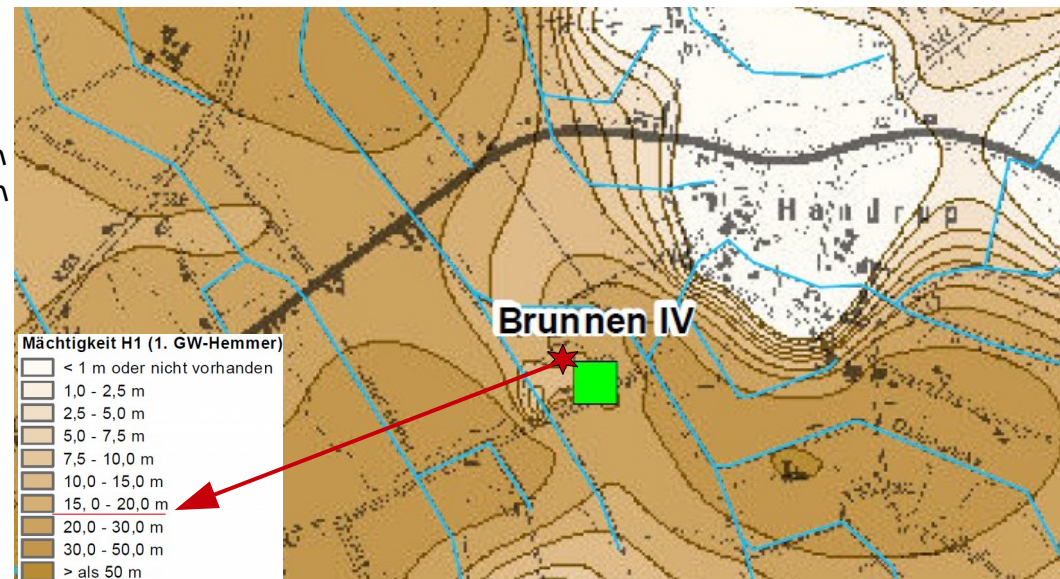 Handrup
Brunnen IV
Mächtigkeit H1 (1. GW-Hemmer)
< 1 m oder nicht vorhanden
1,0 - 2,5 m
2,5 - 5,0 m
5,0 - 7,5 m
7,5 - 10,0 m
10,0 - 15,0 m
15, 0 - 20,0 m
20,0 - 30,0 m
30,0 - 50,0 m
> als 50 m